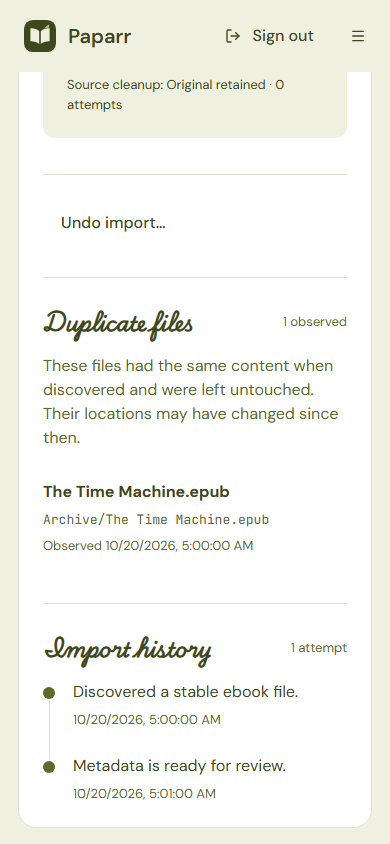 Paparr
Sign out
Source cleanup: Original retained · 0
attempts
Undo import...
Duplicate files
1 observed
These files had the same content when
discovered and were left untouched.
Their locations may have changed since
then.
The Time Machine.epub
Archive/The Time Machine.epub
Observed 10/20/2026, 5:00:00 AM
Import history
1 attempt
Discovered a stable ebook file.
10/20/2026, 5:00:00 AM
Metadata is ready for review.
10/20/2026, 5:01:00 AM